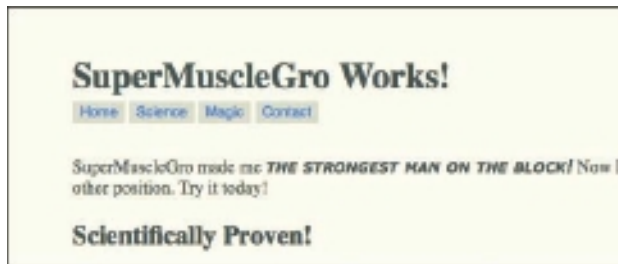 SuperMuscleGro Works!
Home Science Magic Contact
SuperMuscleGro made me THE STRONGEST MAN ON THE BLOCK! Now
other position. Try it today!
Scientifically Proven!